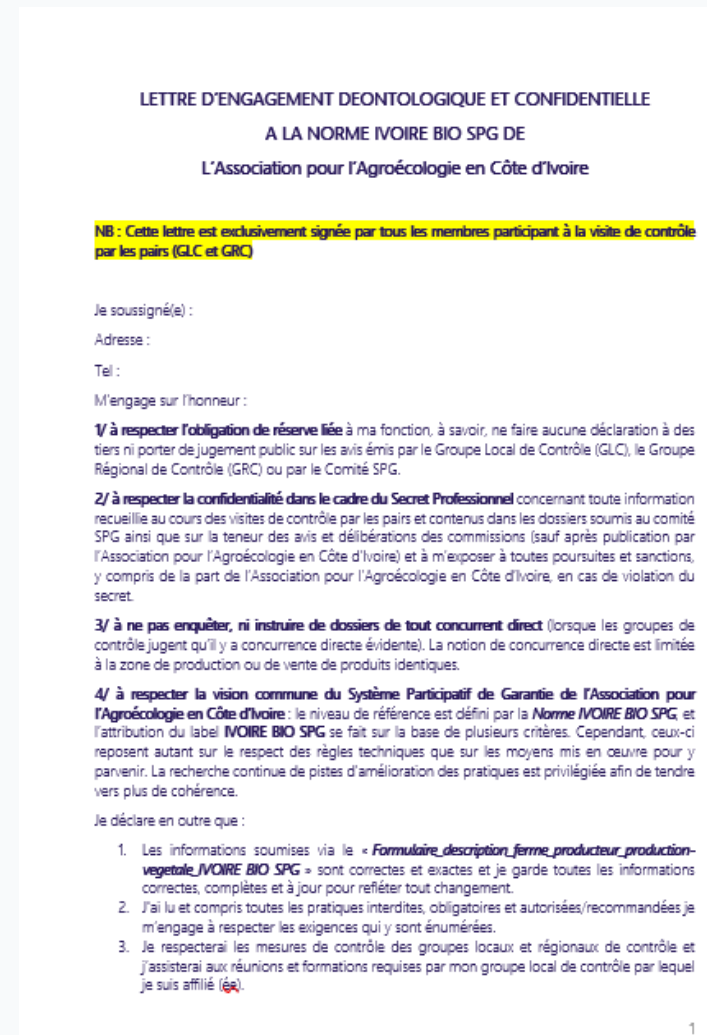 LETTRE D'ENGAGEMENT DEONTOLOGIQUE ET CONFIDENTIELLE
A LA NORME IVOIRE BIO SPG DE
L'Association pour l'Agroécologie en Côte d'Ivoire
NB : Cette lettre est exclusivement signée par tous les membres participant à la visite de contrôle
par les pairs (GLC et GRC)
Je soussigné(e) :
Adresse :
Tel :
M'engage sur l'honneur :
1/ à respecter l'obligation de réserve liée à ma fonction, à savoir, ne faire aucune déclaration à des
tiers ni porter de jugement public sur les avis émis par le Groupe Local de Contrôle (GLC), le Groupe
Régional de Contrôle (GRC) ou par le Comité SPG.
2/ à respecter la confidentialité dans le cadre du Secret Professionnel concernant toute information
recueillie au cours des visites de contrôle par les pairs et contenus dans les dossiers soumis au comité
SPG ainsi que sur la teneur des avis et délibérations des commissions (sauf après publication par
l'Association pour l'Agroécologie en Côte d'Ivoire) et à m'exposer à toutes poursuites et sanctions,
y compris de la part de l'Association pour l'Agroécologie en Côte d'Ivoire, en cas de violation du
secret.
3/ à ne pas enquêter, ni instruire de dossiers de tout concurrent direct (lorsque les groupes de
contrôle jugent qu'il y a concurrence directe évidente). La notion de concurrence directe est limitée
à la zone de production ou de vente de produits identiques.
4/ à respecter la vision commune du Système Participatif de Garantie de l'Association pour
l'Agroécologie en Côte d'Ivoire : le niveau de référence est défini par la Norme IVOIRE BIO SPG, et
l'attribution du label IVOIRE BIO SPG se fait sur la base de plusieurs critères. Cependant, ceux-ci
reposent autant sur le respect des règles techniques que sur les moyens mis en œuvre pour y
parvenir. La recherche continue de pistes d'amélioration des pratiques est privilégiée afin de tendre
vers plus de cohérence.
Je déclare en outre que :
1. Les informations soumises via le « Formulaire_description_ferme_producteur_production-
vegetale_IVOIRE BIO SPG » sont correctes et exactes et je garde toutes les informations
correctes, complètes et à jour pour refléter tout changement.
2. J'ai lu et compris toutes les pratiques interdites, obligatoires et autorisées/recommandées je
m'engage à respecter les exigences qui y sont énumérées.
3. Je respecterai les mesures de contrôle des groupes locaux et régionaux de contrôle et
j'assisterai aux réunions et formations requises par mon groupe local de contrôle par lequel
je suis affilié (ée).
1